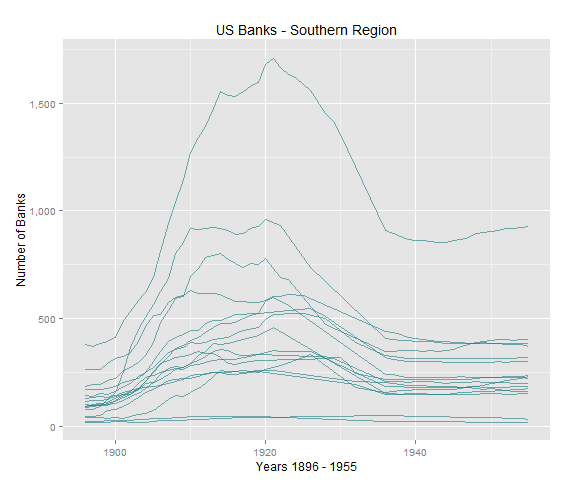 US Banks - Southern Region
Number of Banks
1,500
1,000
500
0
1900
1920
1940
Years 1896 - 1955